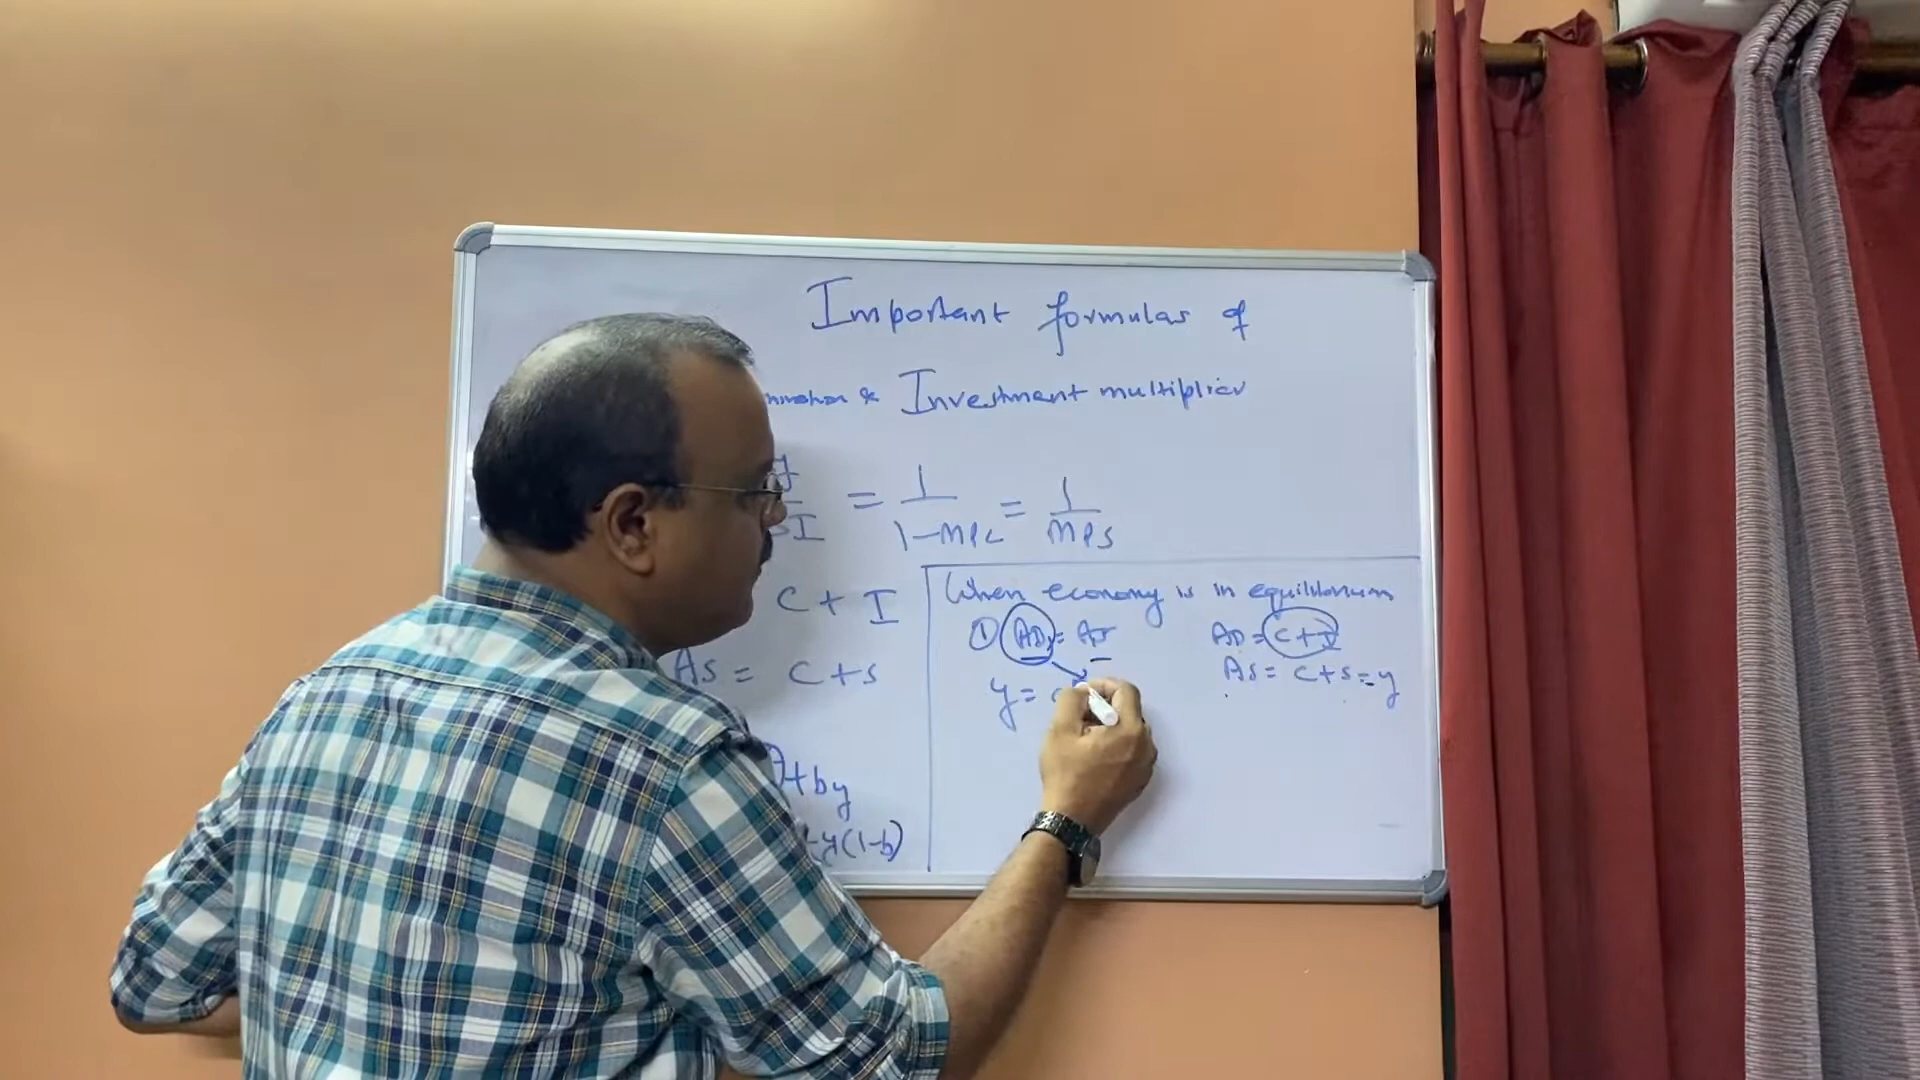 Important formulas of
& Investment multiplier
= 1/1-MPC = 1/MPS
C + I
AS = C+S
+by
y(1-b)
When economy is in equilibrium
① AD = AS
y = C
AD = C+I
AS = C+S = y